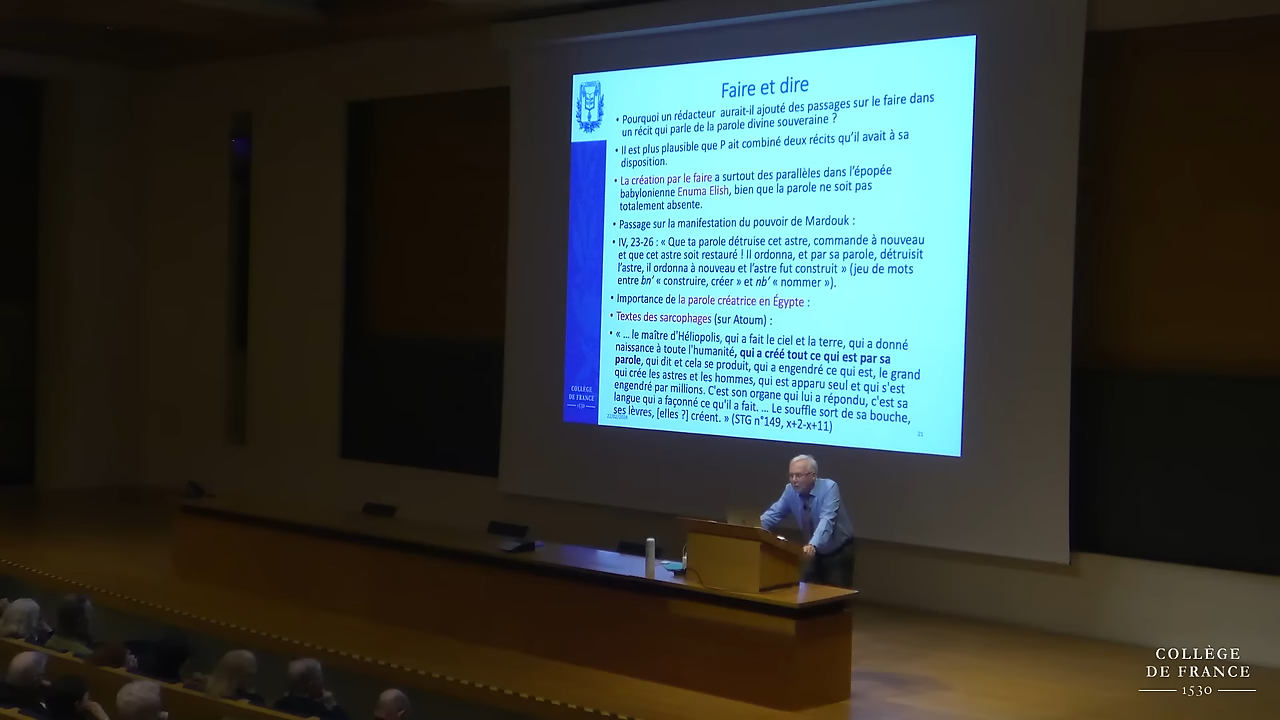 Faire et dire
• Pourquoi un rédacteur aurait-il ajouté des passages sur le faire dans
un récit qui parle de la parole divine souveraine ?
• Il est plus plausible que P ait combiné deux récits qu'il avait à sa
disposition.
• La création par le faire a surtout des parallèles dans l'épopée
babylonienne Enuma Elish, bien que la parole ne soit pas
totalement absente.
• Passage sur la manifestation du pouvoir de Mardouk :
• IV, 23-26 : « Que ta parole détruise cet astre, commande à nouveau
et que cet astre soit restauré ! Il ordonna, et par sa parole, détruisit
l'astre, il ordonna à nouveau et l'astre fut construit » (jeu de mots
entre bn' « construire, créer » et nb' « nommer »).
• Importance de la parole créatrice en Égypte :
• Textes des sarcophages (sur Atoum) :
• « ... le maître d'Héliopolis, qui a fait le ciel et la terre, qui a donné
naissance à toute l'humanité, qui a créé tout ce qui est par sa
parole, qui dit et cela se produit, qui a engendré ce qui est, le grand
qui crée les astres et les hommes, qui est apparu seul et qui s'est
engendré par millions. C'est son organe qui lui a répondu, c'est sa
langue qui a façonné ce qu'il a fait. ... Le souffle sort de sa bouche,
ses lèvres, [elles ?] créent. » (STG n°149, x+2-x+11)
COLLÈGE
DE FRANCE
1530
21
COLLÈGE
DE FRANCE
1530